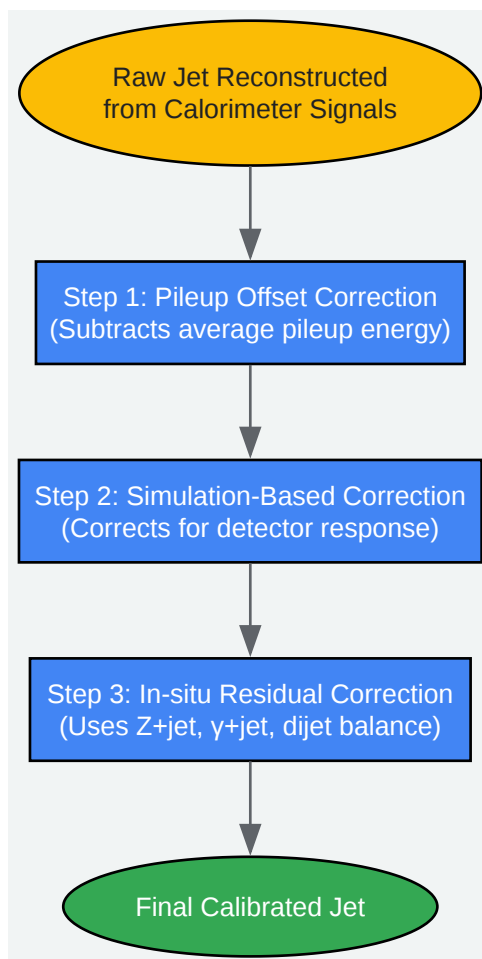 Raw Jet Reconstructed
from Calorimeter Signals
Step 1: Pileup Offset Correction
(Subtracts average pileup energy)
Step 2: Simulation-Based Correction
(Corrects for detector response)
Step 3: In-situ Residual Correction
(Uses Z+jet, γ+jet, dijet balance)
Final Calibrated Jet